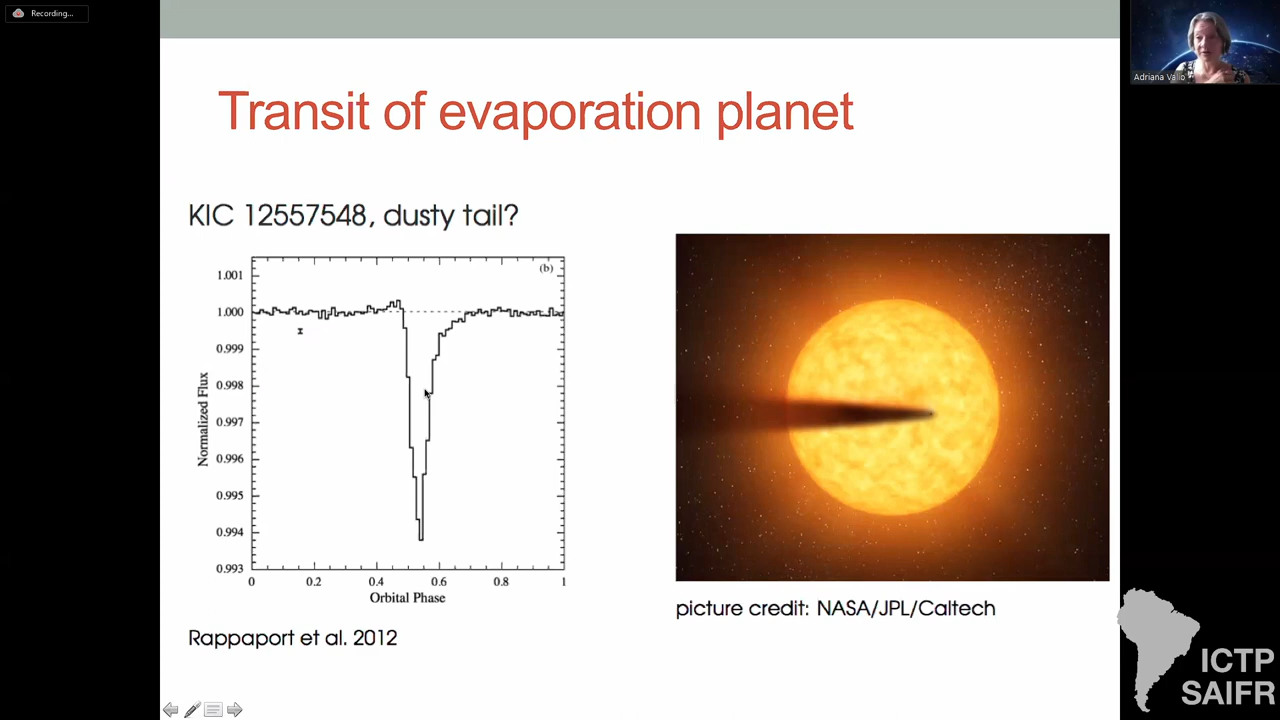 Recording...
Adriana Valio
Transit of evaporation planet
KIC 12557548, dusty tail?
(b)
1.001
1.000
0.999
0.998
0.997
0.996
0.995
0.994
0.993
Normalized Flux
0 0.2 0.4 0.6 0.8 1
Orbital Phase
Rappaport et al. 2012
picture credit: NASA/JPL/Caltech
ICTP
SAIFR